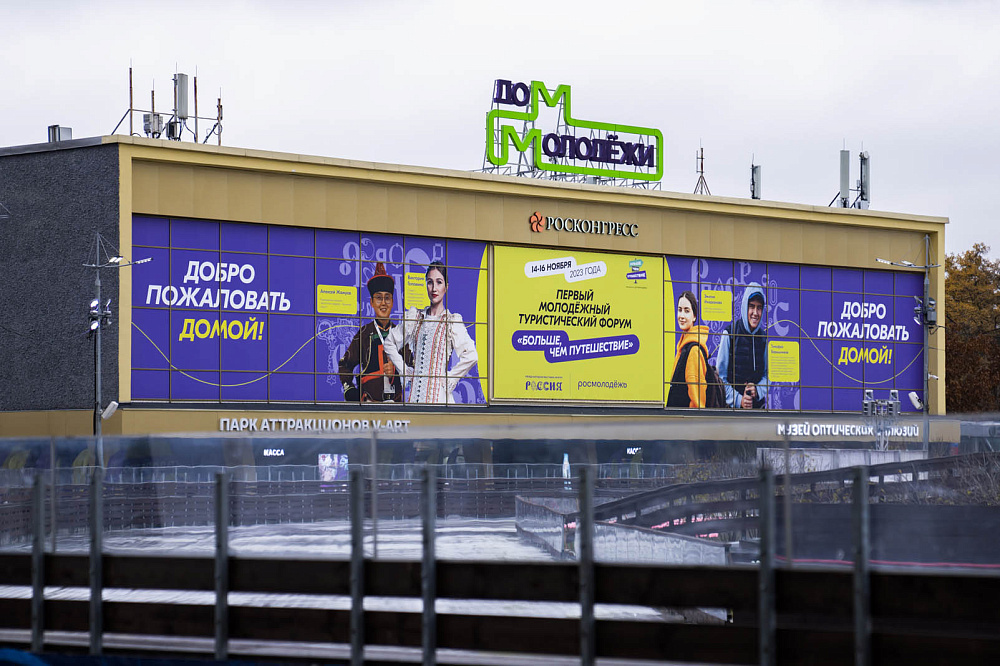 ДОМ
МОЛОДЁЖИ
РОСКОНГРЕСС
ДОБРО
ПОЖАЛОВАТЬ
ДОМОЙ!
14-16 НОЯБРЯ
2023 ГОДА
ПЕРВЫЙ
МОЛОДЁЖНЫЙ
ТУРИСТИЧЕСКИЙ ФОРУМ
«БОЛЬШЕ,
ЧЕМ ПУТЕШЕСТВИЕ»
РОССИЯ
РОСМОЛОДЁЖЬ
ДОБРО
ПОЖАЛОВАТЬ
ДОМОЙ!
ПАРК АТТРАКЦИОНОВ V-ART
МУЗЕЙ ОПТИЧЕСКИХ ИЛЛЮЗИЙ
КАССА
КАССА